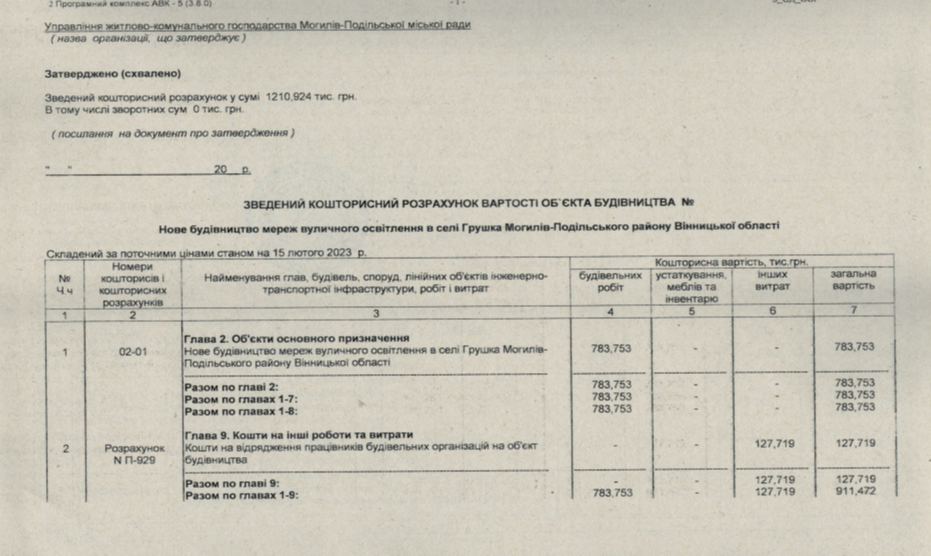 2 Програмний комплекс АВК - 5 (3.8.0)
- 1 -
Управління житлово-комунального господарства Могилів-Подільської міської ради
( назва організації, що затверджує )
Затверджено (схвалено)
Зведений кошторисний розрахунок у сумі 1210,924 тис. грн.
В тому числі зворотних сум 0 тис. грн.
( посилання на документ про затвердження )
" " 20 р.
ЗВЕДЕНИЙ КОШТОРИСНИЙ РОЗРАХУНОК ВАРТОСТІ ОБ`ЄКТА БУДІВНИЦТВА №
Нове будівництво мереж вуличного освітлення в селі Грушка Могилів-Подільського району Вінницької області
Складений за поточними цінами станом на 15 лютого 2023 р.
№ Ч.ч
Номери кошторисів і кошторисних розрахунків
Найменування глав, будівель, споруд, лінійних об'єктів інженерно-
транспортної інфраструктури, робіт і витрат
Кошторисна вартість, тис.грн.
будівельних робіт
устаткування, меблів та інвентарю
інших витрат
загальна вартість
1 2 3 4 5 6 7
Глава 2. Об'єкти основного призначення
1 02-01 Нове будівництво мереж вуличного освітлення в селі Грушка Могилів- 783,753 - - 783,753
Подільського району Вінницької області
Разом по главі 2: 783,753 - - 783,753
Разом по главах 1-7: 783,753 - - 783,753
Разом по главах 1-8: 783,753 - - 783,753
Глава 9. Кошти на інші роботи та витрати
2 Розрахунок Кошти на відрядження працівників будівельних організацій на об'єкт - - 127,719 127,719
N П-929 будівництва
Разом по главі 9: - - 127,719 127,719
Разом по главах 1-9: 783,753 - 127,719 911,472